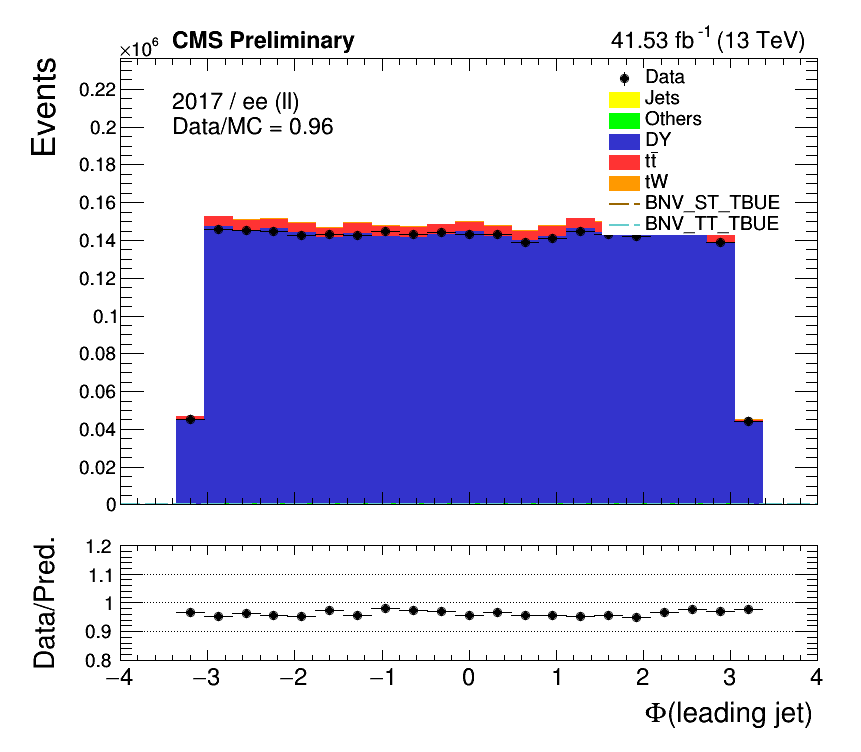 ×10⁶ CMS Preliminary 41.53 fb⁻¹ (13 TeV)
Events
2017 / ee (ll)
Data/MC = 0.96
Data
Jets
Others
DY
tt̄
tW
BNV_ST_TBUE
BNV_TT_TBUE
0.22
0.2
0.18
0.16
0.14
0.12
0.1
0.08
0.06
0.04
0.02
0
Data/Pred.
1.2
1.1
1
0.9
0.8
−4 −3 −2 −1 0 1 2 3 4
Φ(leading jet)